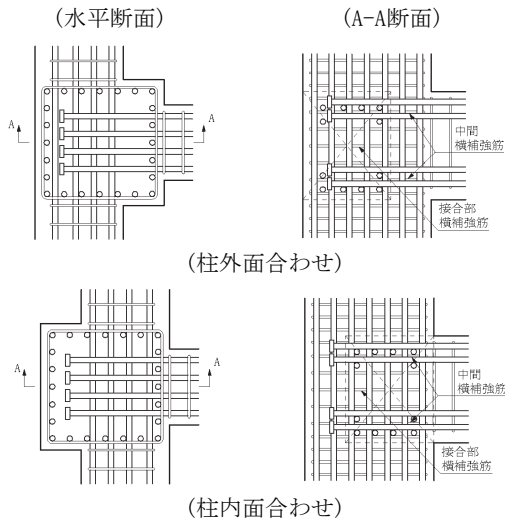 (水平断面)
(A-A断面)
A
A
中間
横補強筋
接合部
横補強筋
(柱外面合わせ)
A
A
中間
横補強筋
接合部
横補強筋
(柱内面合わせ)